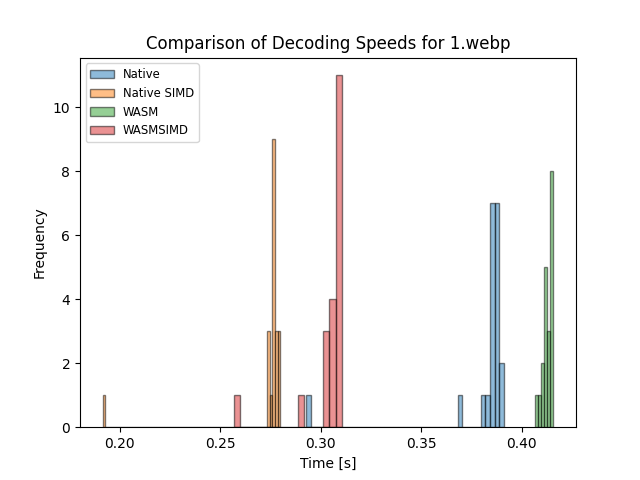 Comparison of Decoding Speeds for 1.webp
Native
Native SIMD
WASM
WASMSIMD
10
8
6
4
2
0
Frequency
0.20 0.25 0.30 0.35 0.40
Time [s]